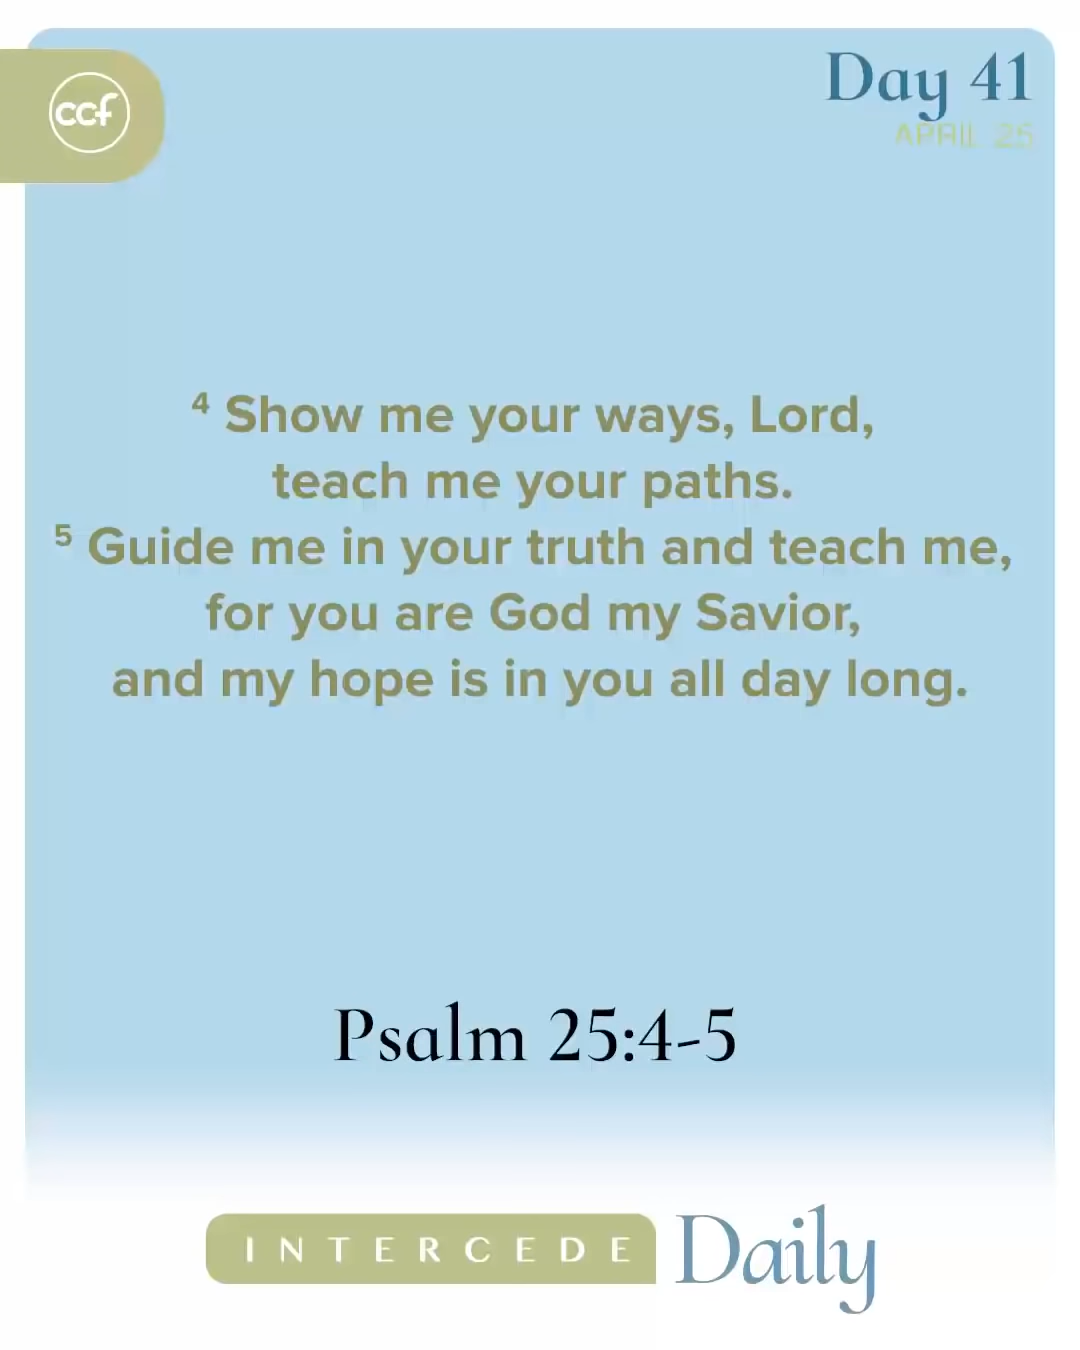 ccf
Day 41
APRIL 25
4 Show me your ways, Lord,
teach me your paths.
5 Guide me in your truth and teach me,
for you are God my Savior,
and my hope is in you all day long.
Psalm 25:4-5
INTERCEDE Daily